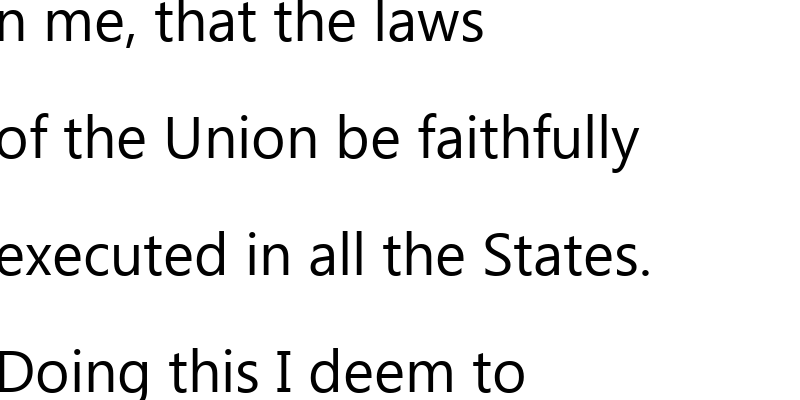 n me, that the laws
of the Union be faithfully
executed in all the States.
Doing this I deem to